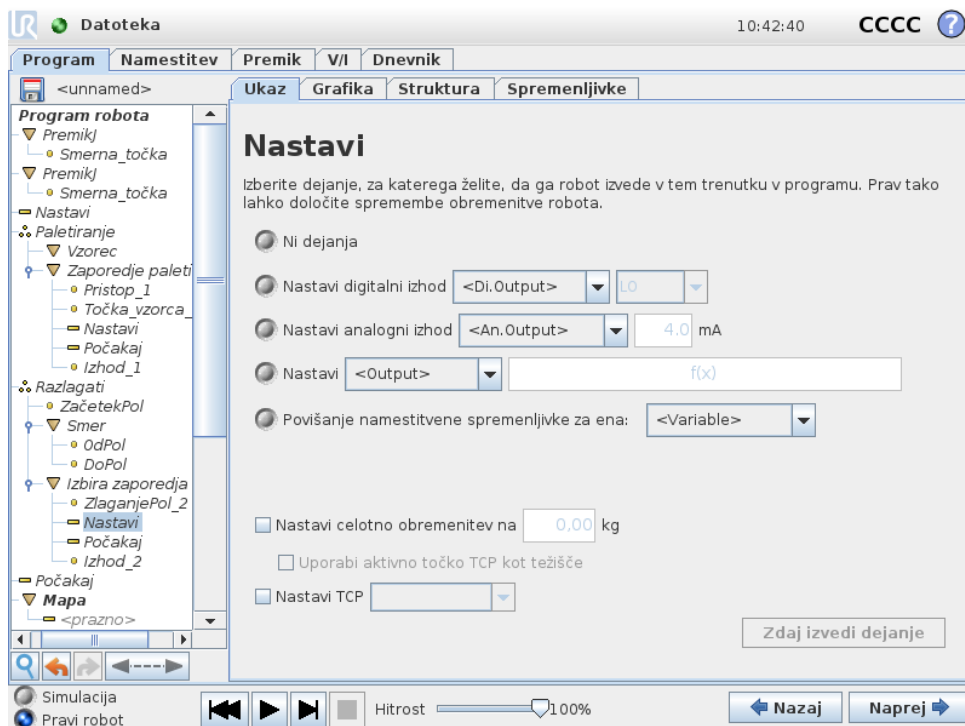 UR Datoteka 10:42:40 CCCC ?
Program Namestitev Premik V/I Dnevnik
<unnamed>
Ukaz Grafika Struktura Spremenljivke
Program robota
PremikJ
Smerna_točka
PremikJ
Smerna_točka
Nastavi
Paletiranje
Vzorec
Zaporedje paleti
Pristop_1
Točka_vzorca_
Nastavi
Počakaj
Izhod_1
Razlagati
ZačetekPol
Smer
OdPol
DoPol
Izbira zaporedja
ZlaganjePol_2
Nastavi
Počakaj
Izhod_2
Počakaj
Mapa
<prazno>
Nastavi
Izberite dejanje, za katerega želite, da ga robot izvede v tem trenutku v programu. Prav tako
lahko določite spremembe obremenitve robota.
Ni dejanja
Nastavi digitalni izhod <Di.Output> LO
Nastavi analogni izhod <An.Output> 4.0 mA
Nastavi <Output> f(x)
Povišanje namestitvene spremenljivke za ena: <Variable>
Nastavi celotno obremenitev na 0,00 kg
Uporabi aktivno točko TCP kot težišče
Nastavi TCP
Zdaj izvedi dejanje
Simulacija
Pravi robot
Hitrost 100%
Nazaj Naprej